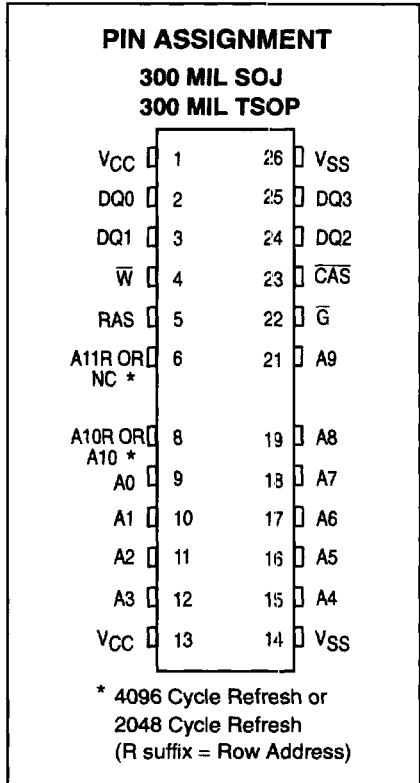 PIN ASSIGNMENT
300 MIL SOJ
300 MIL TSOP
VCC 1 26 VSS
DQ0 2 25 DQ3
DQ1 3 24 DQ2
W̅ 4 23 C̅A̅S̅
RAS 5 22 G̅
A11R OR 6 21 A9
NC *
A10R OR 8 19 A8
A10 *
A0 9 18 A7
A1 10 17 A6
A2 11 16 A5
A3 12 15 A4
VCC 13 14 VSS
* 4096 Cycle Refresh or
2048 Cycle Refresh
(R suffix = Row Address)